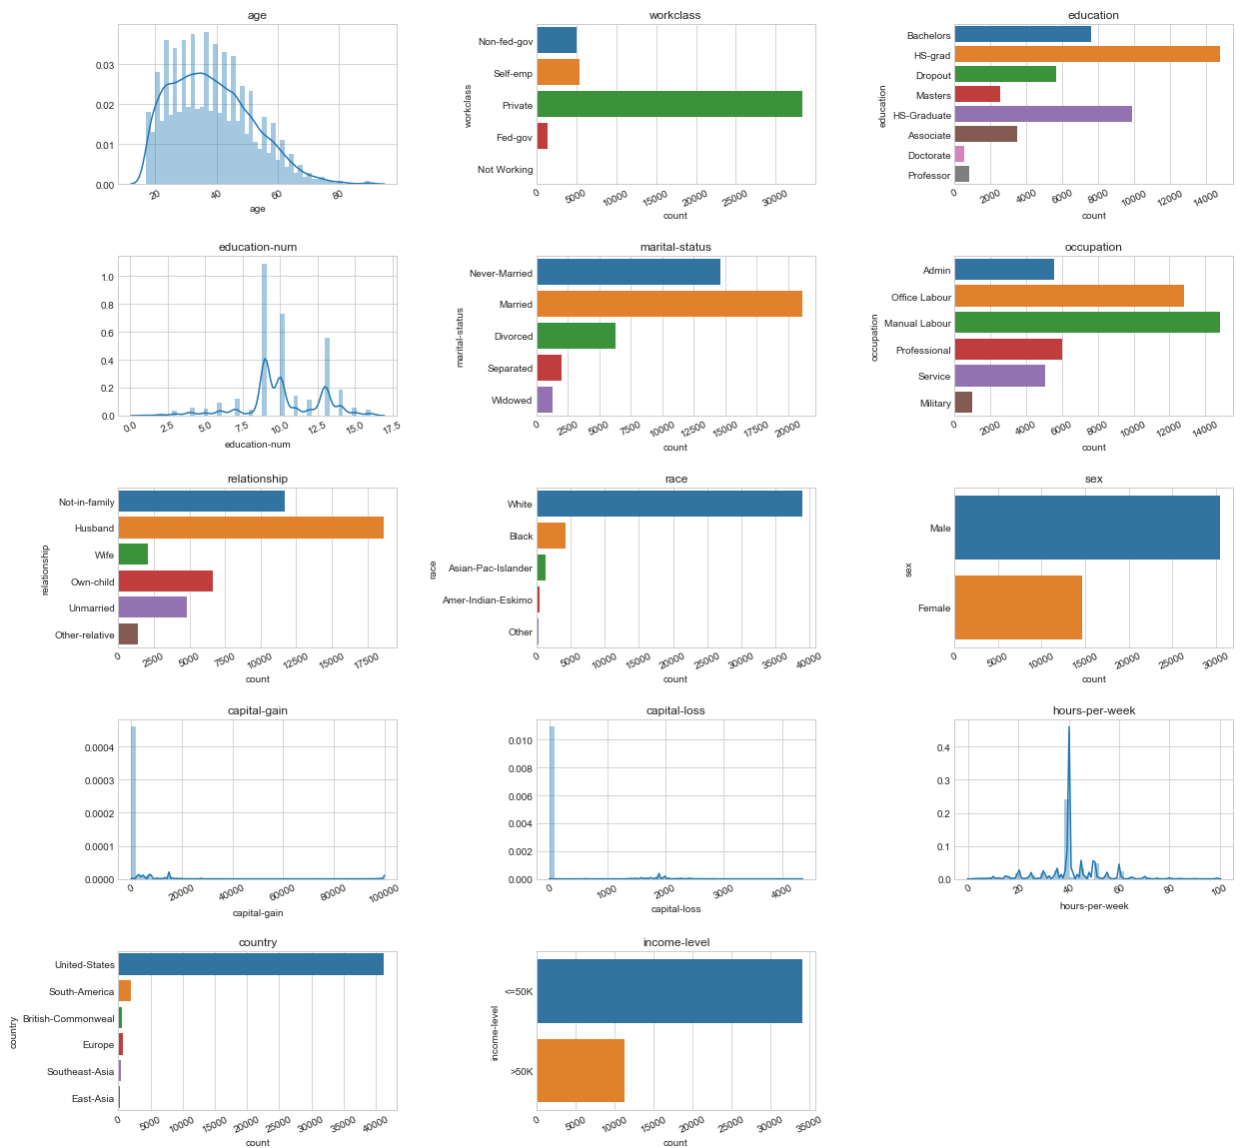 age
0.03
0.02
0.01
0.00
20 40 60 80
age
workclass
workclass
Non-fed-gov
Self-emp
Private
Fed-gov
Not Working
0 5000 10000 15000 20000 25000 30000
count
education
education
Bachelors
HS-grad
Dropout
Masters
HS-Graduate
Associate
Doctorate
Professor
0 2000 4000 6000 8000 10000 12000 14000
count
education-num
1.0
0.8
0.6
0.4
0.2
0.0
0.0 2.5 5.0 7.5 10.0 12.5 15.0 17.5
education-num
marital-status
marital-status
Never-Married
Married
Divorced
Separated
Widowed
0 2500 5000 7500 10000 12500 15000 17500 20000
count
occupation
occupation
Admin
Office Labour
Manual Labour
Professional
Service
Military
0 2000 4000 6000 8000 10000 12000 14000
count
relationship
relationship
Not-in-family
Husband
Wife
Own-child
Unmarried
Other-relative
0 2500 5000 7500 10000 12500 15000 17500
count
race
race
White
Black
Asian-Pac-Islander
Amer-Indian-Eskimo
Other
0 5000 10000 15000 20000 25000 30000 35000 40000
count
sex
sex
Male
Female
0 5000 10000 15000 20000 25000 30000
count
capital-gain
0.0004
0.0003
0.0002
0.0001
0.0000
0 20000 40000 60000 80000 100000
capital-gain
capital-loss
0.010
0.008
0.006
0.004
0.002
0.000
0 1000 2000 3000 4000
capital-loss
hours-per-week
0.4
0.3
0.2
0.1
0.0
0 20 40 60 80 100
hours-per-week
country
country
United-States
South-America
British-Commonweal
Europe
Southeast-Asia
East-Asia
0 5000 10000 15000 20000 25000 30000 35000 40000
count
income-level
income-level
<=50K
>50K
0 5000 10000 15000 20000 25000 30000 35000
count